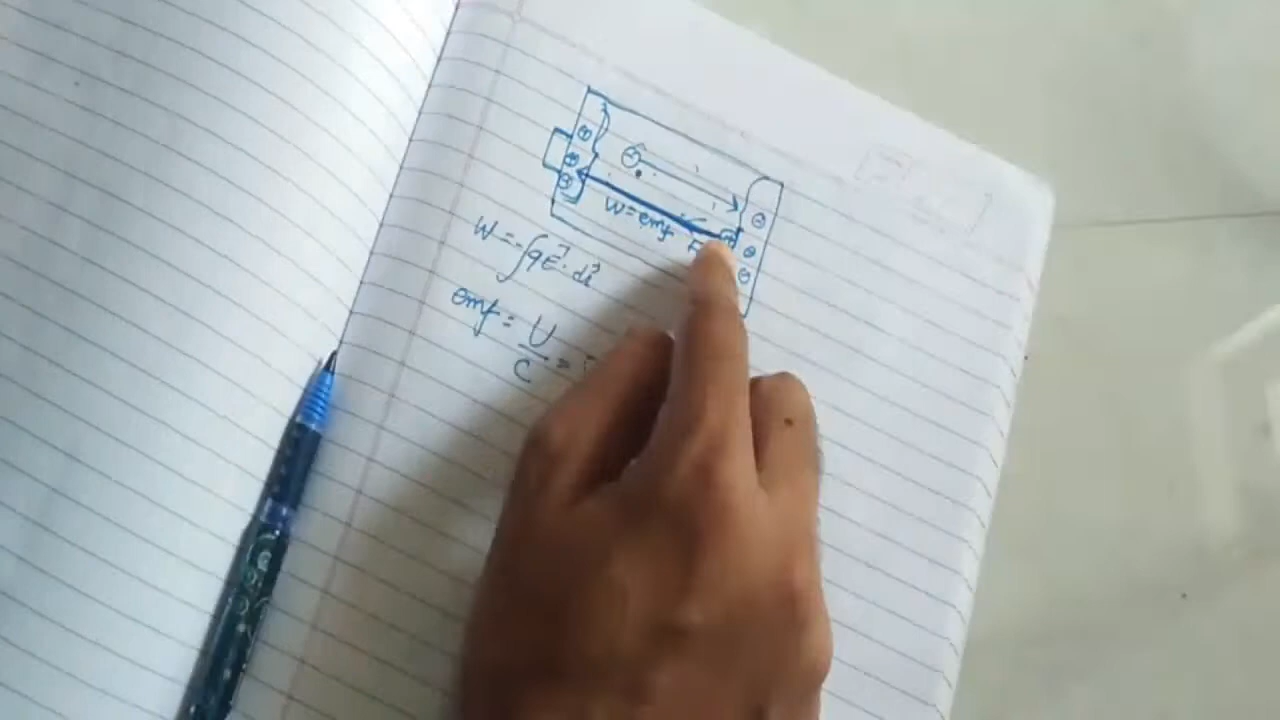 W = emf
W = -∫qE⃗·dl⃗
emf = U/C =